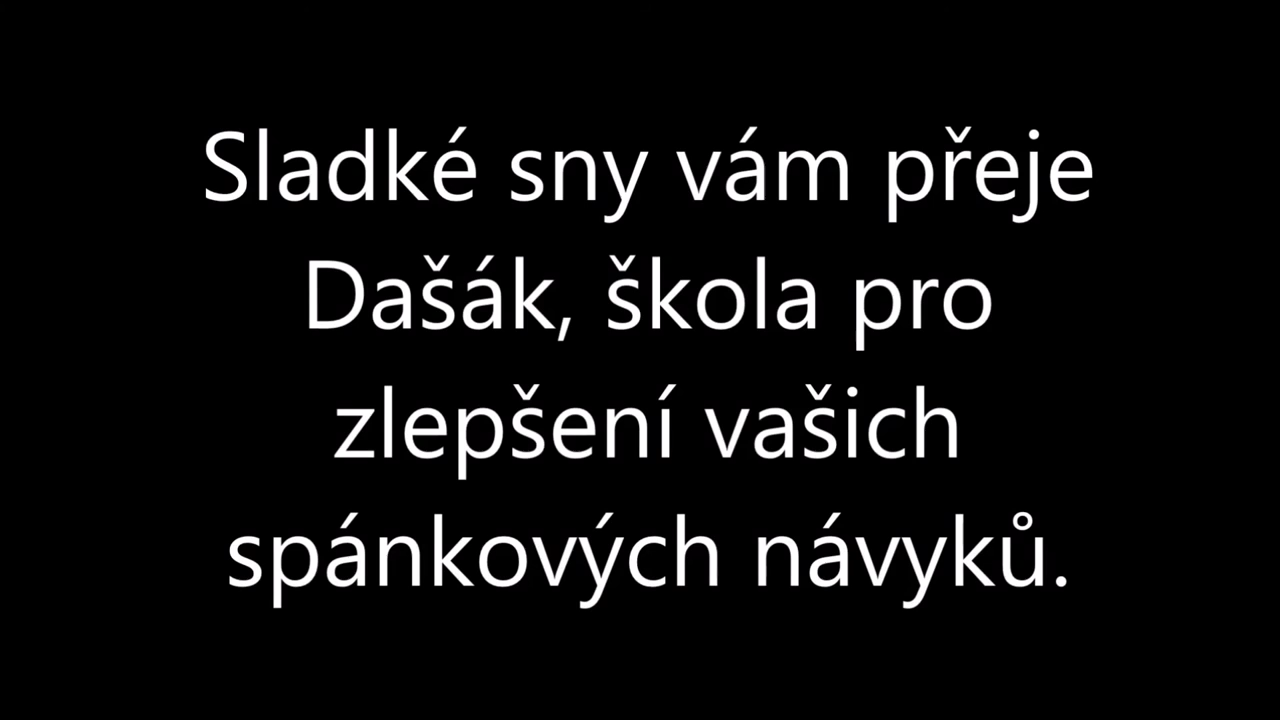 Sladké sny vám přeje
Dašák, škola pro
zlepšení vašich
spánkových návyků.